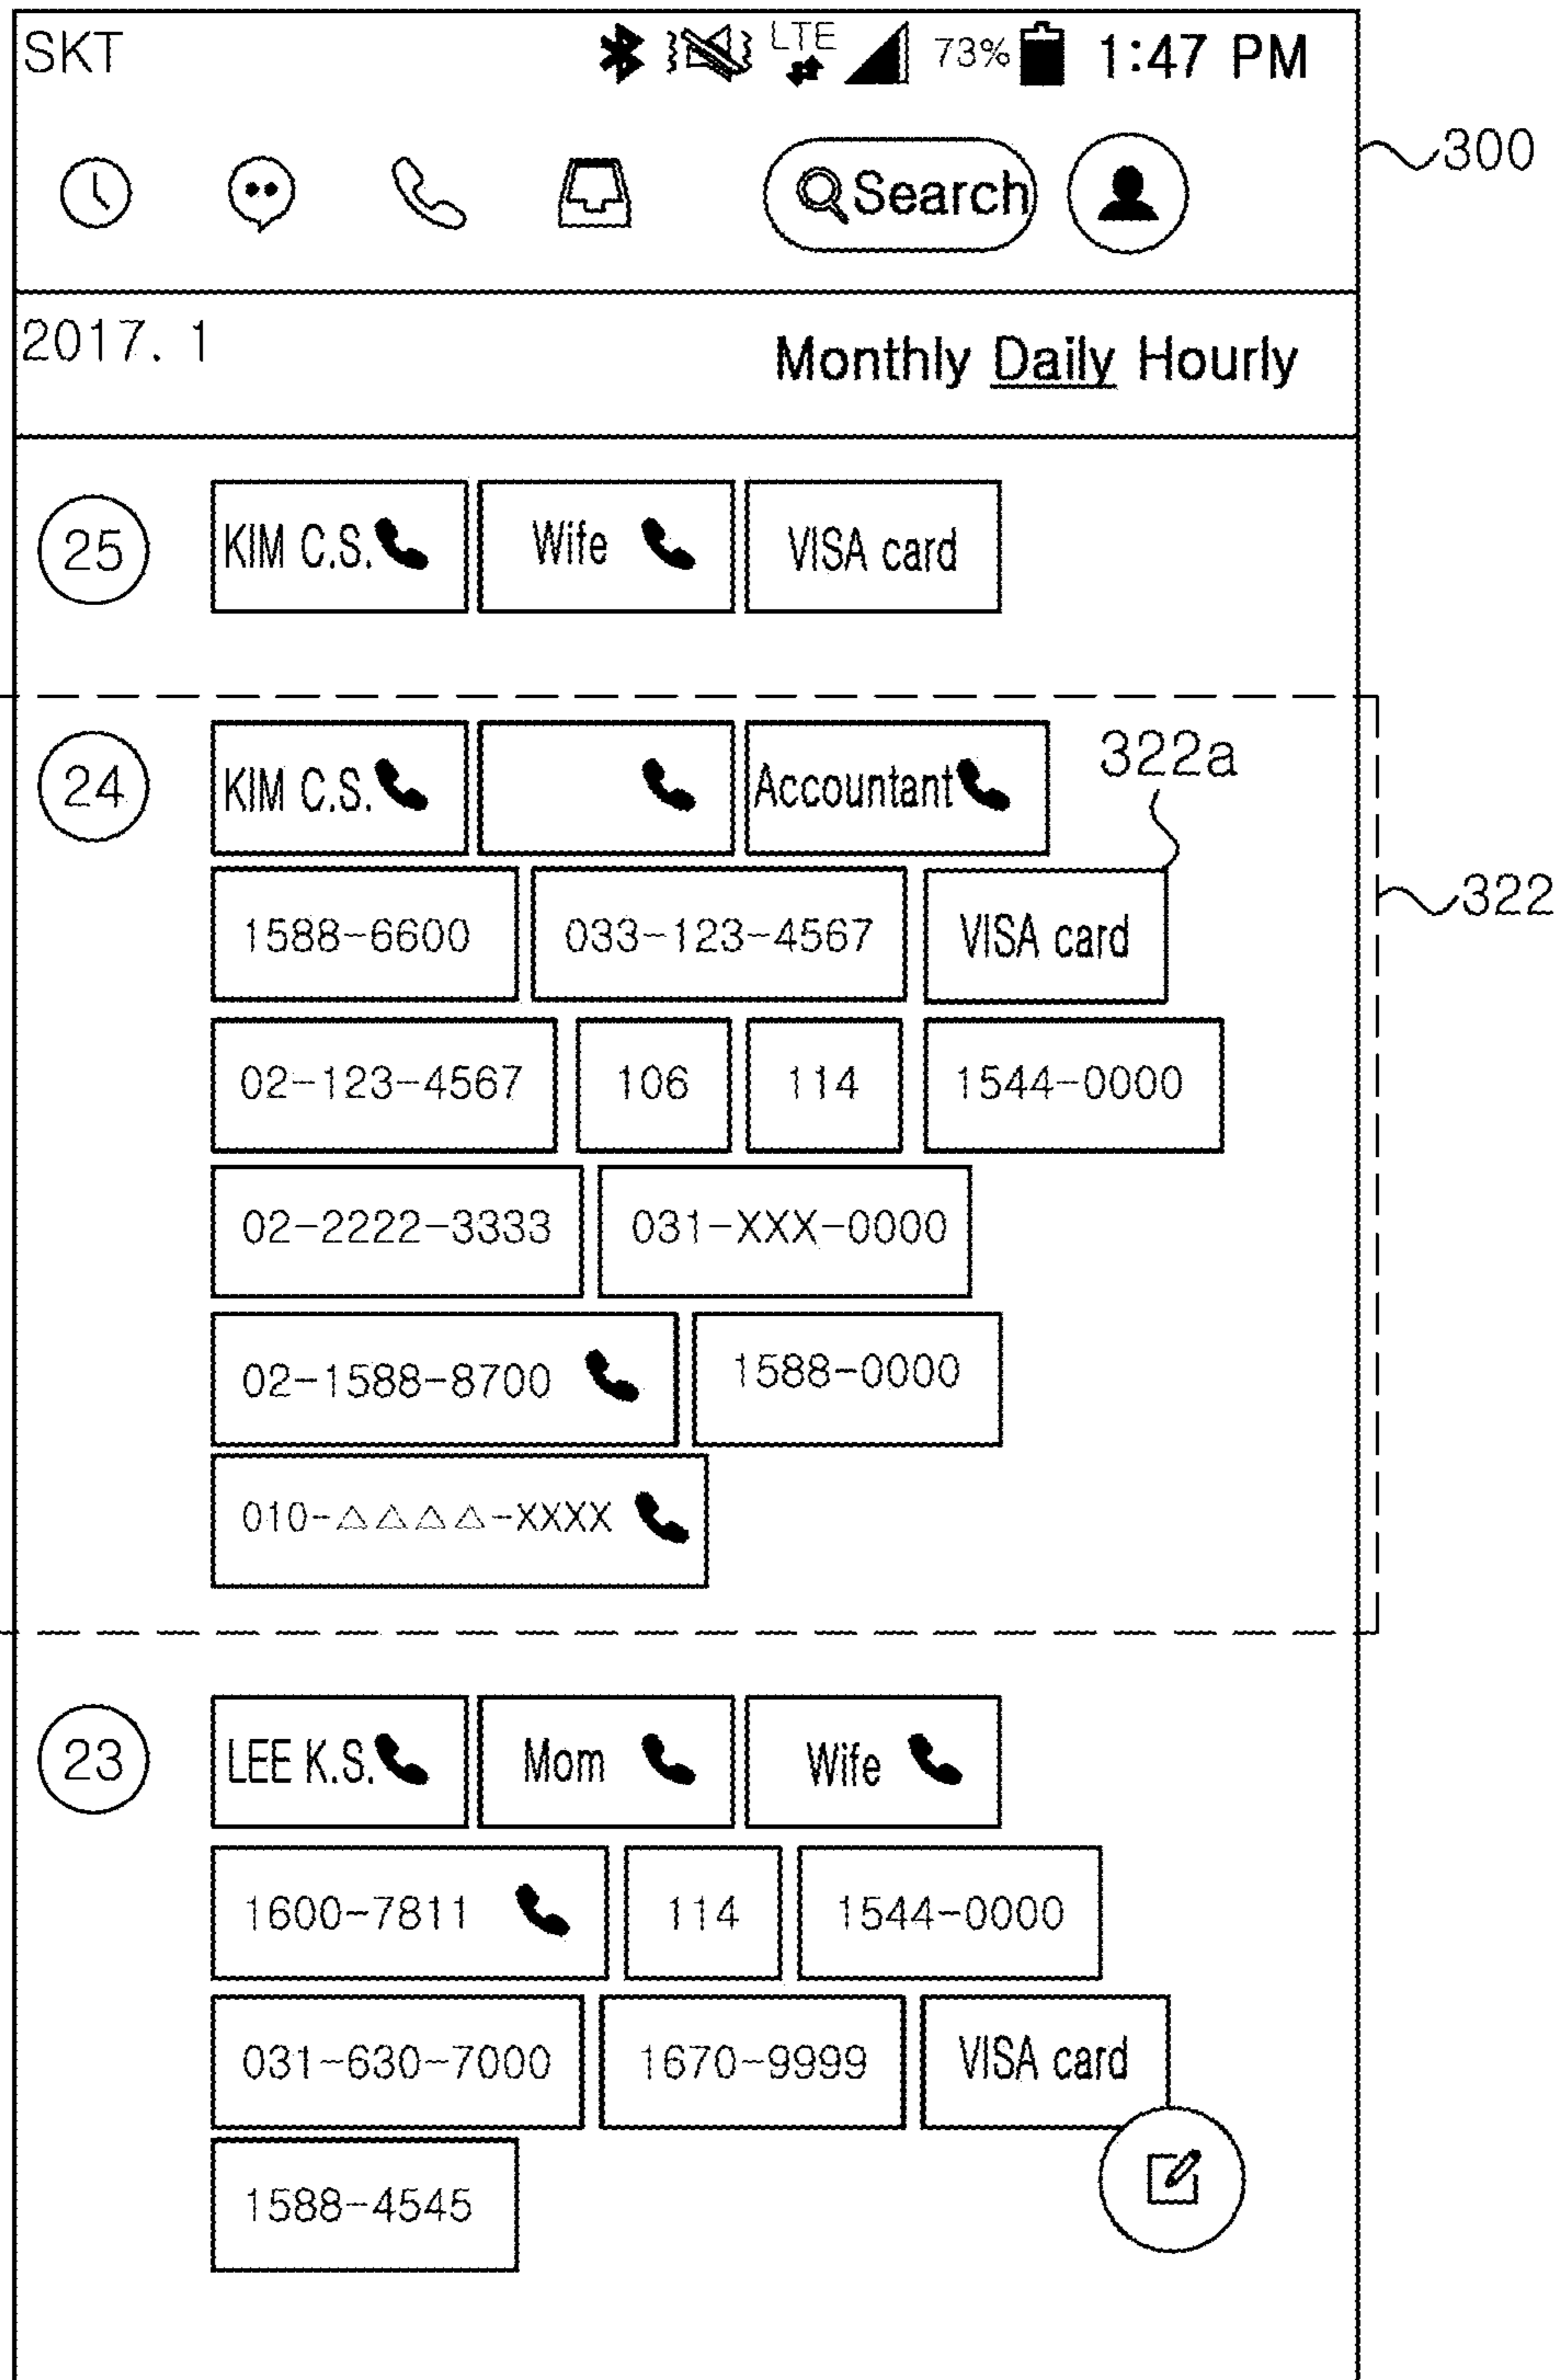 SKT LTE 73% 1:47 PM
Search
300
2017. 1 Monthly Daily Hourly
25 KIM C.S. Wife VISA card
24 KIM C.S. Accountant 322a
1588-6600 033-123-4567 VISA card 322
02-123-4567 106 114 1544-0000
02-2222-3333 031-XXX-0000
02-1588-8700 1588-0000
010-△△△△-XXXX
23 LEE K.S. Mom Wife
1600-7811 114 1544-0000
031-630-7000 1670-9999 VISA card
1588-4545